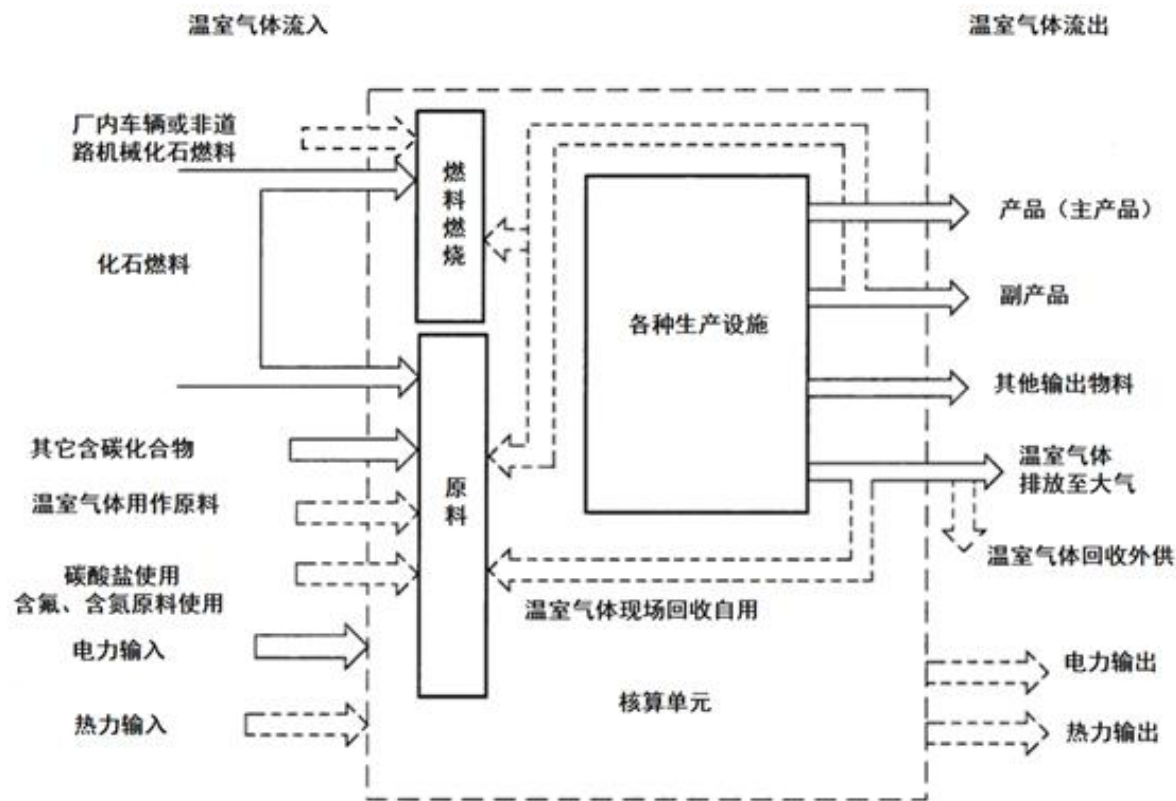 温室气体流入
温室气体流出
厂内车辆或非道
路机械化石燃料
燃料燃烧
化石燃料
产品（主产品）
副产品
各种生产设施
其他输出物料
其它含碳化合物
温室气体用作原料
原料
温室气体
排放至大气
温室气体回收外供
碳酸盐使用
含氟、含氮原料使用
温室气体现场回收自用
电力输入
电力输出
热力输入
核算单元
热力输出